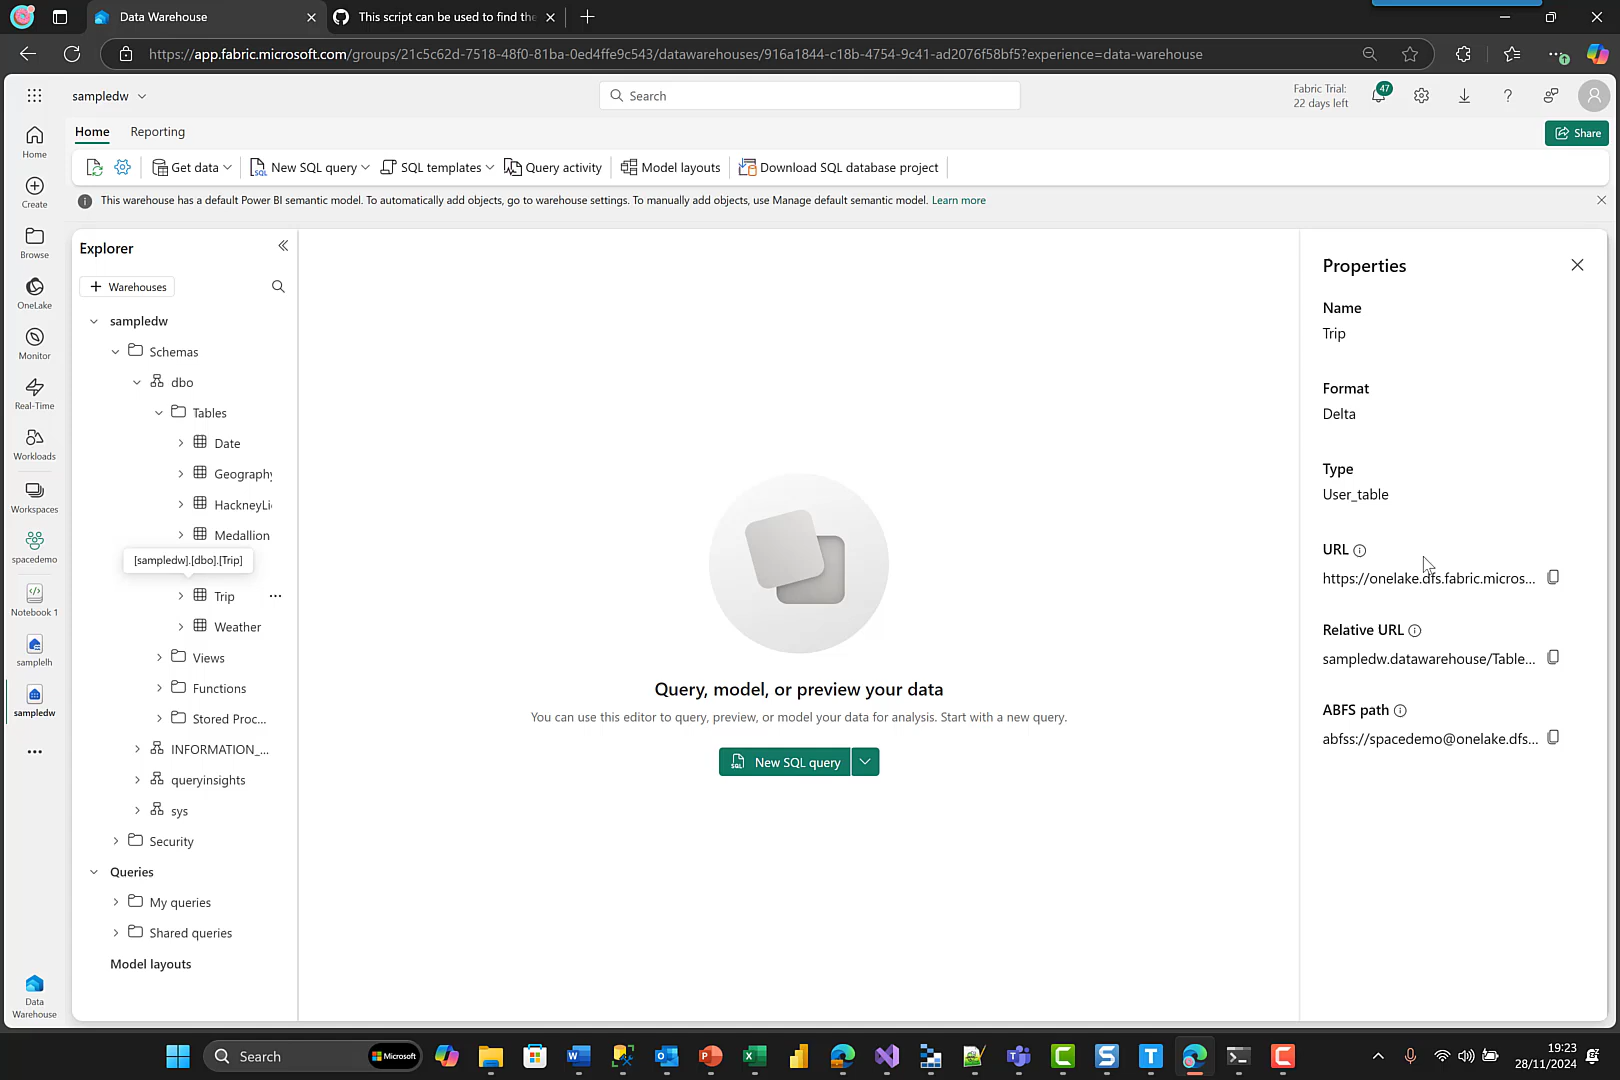 Data Warehouse
This script can be used to find the
https://app.fabric.microsoft.com/groups/21c5c62d-7518-48f0-81ba-0ed4ffe9c543/datawarehouses/916a1844-c18b-4754-9c41-ad2076f58bf5?experience=data-warehouse
sampledw
Search
Fabric Trial:
22 days left
47
Home
Reporting
Share
Get data
New SQL query
SQL templates
Query activity
Model layouts
Download SQL database project
This warehouse has a default Power BI semantic model. To automatically add objects, go to warehouse settings. To manually add objects, use Manage default semantic model. Learn more
Home
Create
Browse
OneLake
Monitor
Real-Time
Workloads
Workspaces
spacedemo
Notebook 1
samplelh
sampledw
Data
Warehouse
Explorer
+ Warehouses
sampledw
Schemas
dbo
Tables
Date
Geography
HackneyLi
Medallion
[sampledw].[dbo].[Trip]
Trip
Weather
Views
Functions
Stored Proc...
INFORMATION_...
queryinsights
sys
Security
Queries
My queries
Shared queries
Model layouts
Query, model, or preview your data
You can use this editor to query, preview, or model your data for analysis. Start with a new query.
New SQL query
Properties
Name
Trip
Format
Delta
Type
User_table
URL
https://onelake.dfs.fabric.micros...
Relative URL
sampledw.datawarehouse/Table...
ABFS path
abfss://spacedemo@onelake.dfs...
Search
Microsoft
19:23
28/11/2024